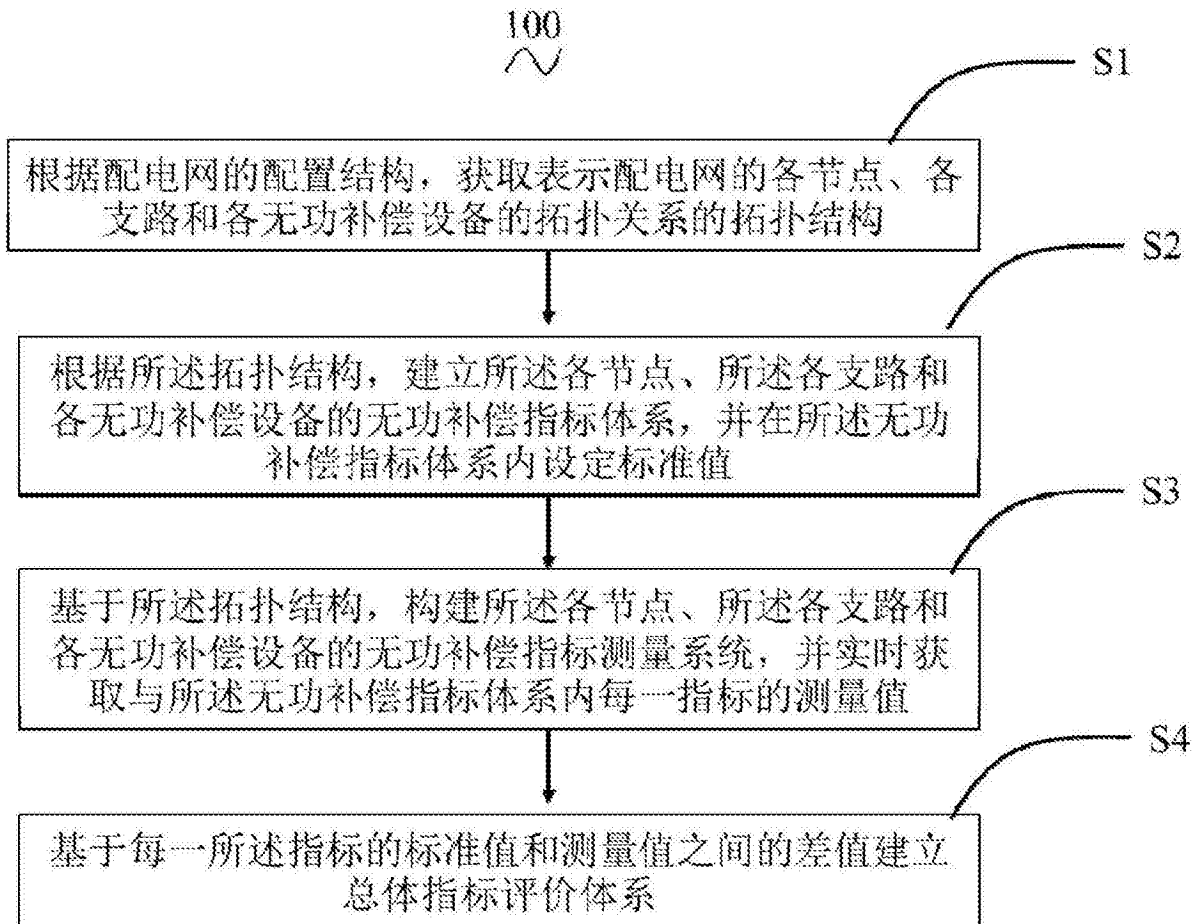 100
S1
根据配电网的配置结构，获取表示配电网的各节点、各
支路和各无功补偿设备的拓扑关系的拓扑结构
S2
根据所述拓扑结构，建立所述各节点、所述各支路和
各无功补偿设备的无功补偿指标体系，并在所述无功
补偿指标体系内设定标准值
S3
基于所述拓扑结构，构建所述各节点、所述各支路和
各无功补偿设备的无功补偿指标测量系统，并实时获
取与所述无功补偿指标体系内每一指标的测量值
S4
基于每一所述指标的标准值和测量值之间的差值建立
总体指标评价体系